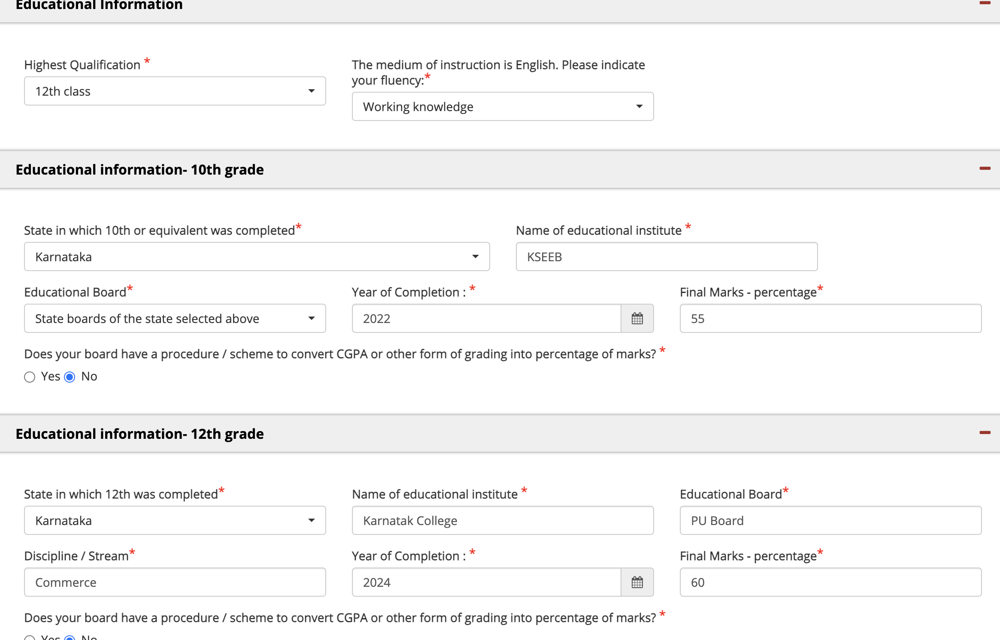 Educational Information
Highest Qualification *
12th class
The medium of instruction is English. Please indicate
your fluency:*
Working knowledge
Educational information- 10th grade
State in which 10th or equivalent was completed*
Karnataka
Name of educational institute *
KSEEB
Educational Board*
State boards of the state selected above
Year of Completion : *
2022
Final Marks - percentage*
55
Does your board have a procedure / scheme to convert CGPA or other form of grading into percentage of marks? *
Yes No
Educational information- 12th grade
State in which 12th was completed*
Karnataka
Name of educational institute *
Karnatak College
Educational Board*
PU Board
Discipline / Stream*
Commerce
Year of Completion : *
2024
Final Marks - percentage*
60
Does your board have a procedure / scheme to convert CGPA or other form of grading into percentage of marks? *
Yes No